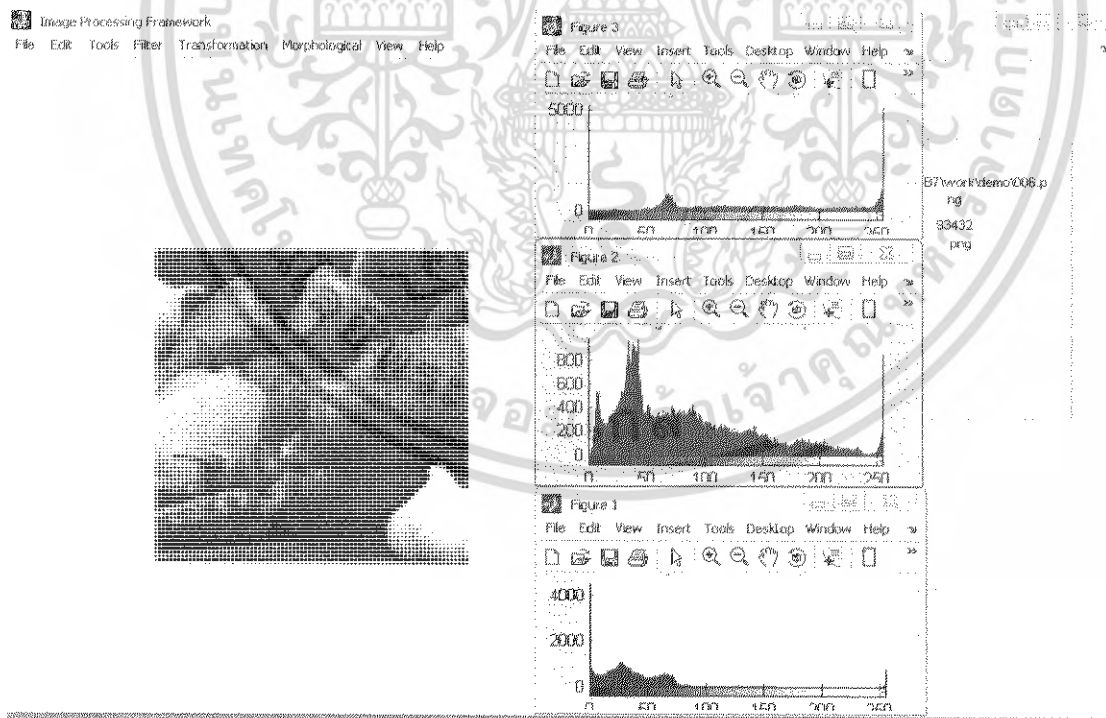 Image Processing Framework
File Edit Tools Filter Transformation Morphological View Help
Figure 3
File Edit View Insert Tools Desktop Window Help
5000
0
0 50 100 150 200 250
B7\work\demo\006.p
ng
93432
png
Figure 2
File Edit View Insert Tools Desktop Window Help
800
600
400
200
0
0 50 100 150 200 250
Figure 1
File Edit View Insert Tools Desktop Window Help
4000
2000
0
0 50 100 150 200 250